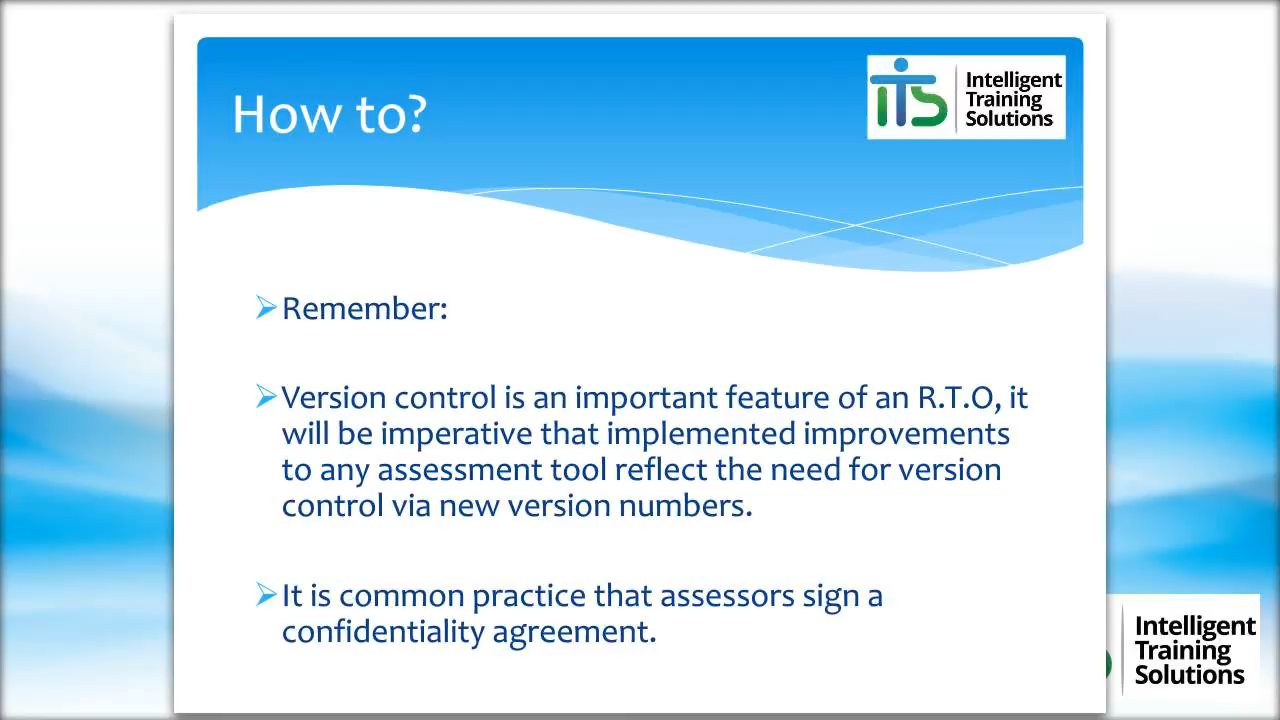 How to?
iTS
Intelligent
Training
Solutions
Remember:
Version control is an important feature of an R.T.O, it
will be imperative that implemented improvements
to any assessment tool reflect the need for version
control via new version numbers.
It is common practice that assessors sign a
confidentiality agreement.
Intelligent
Training
Solutions